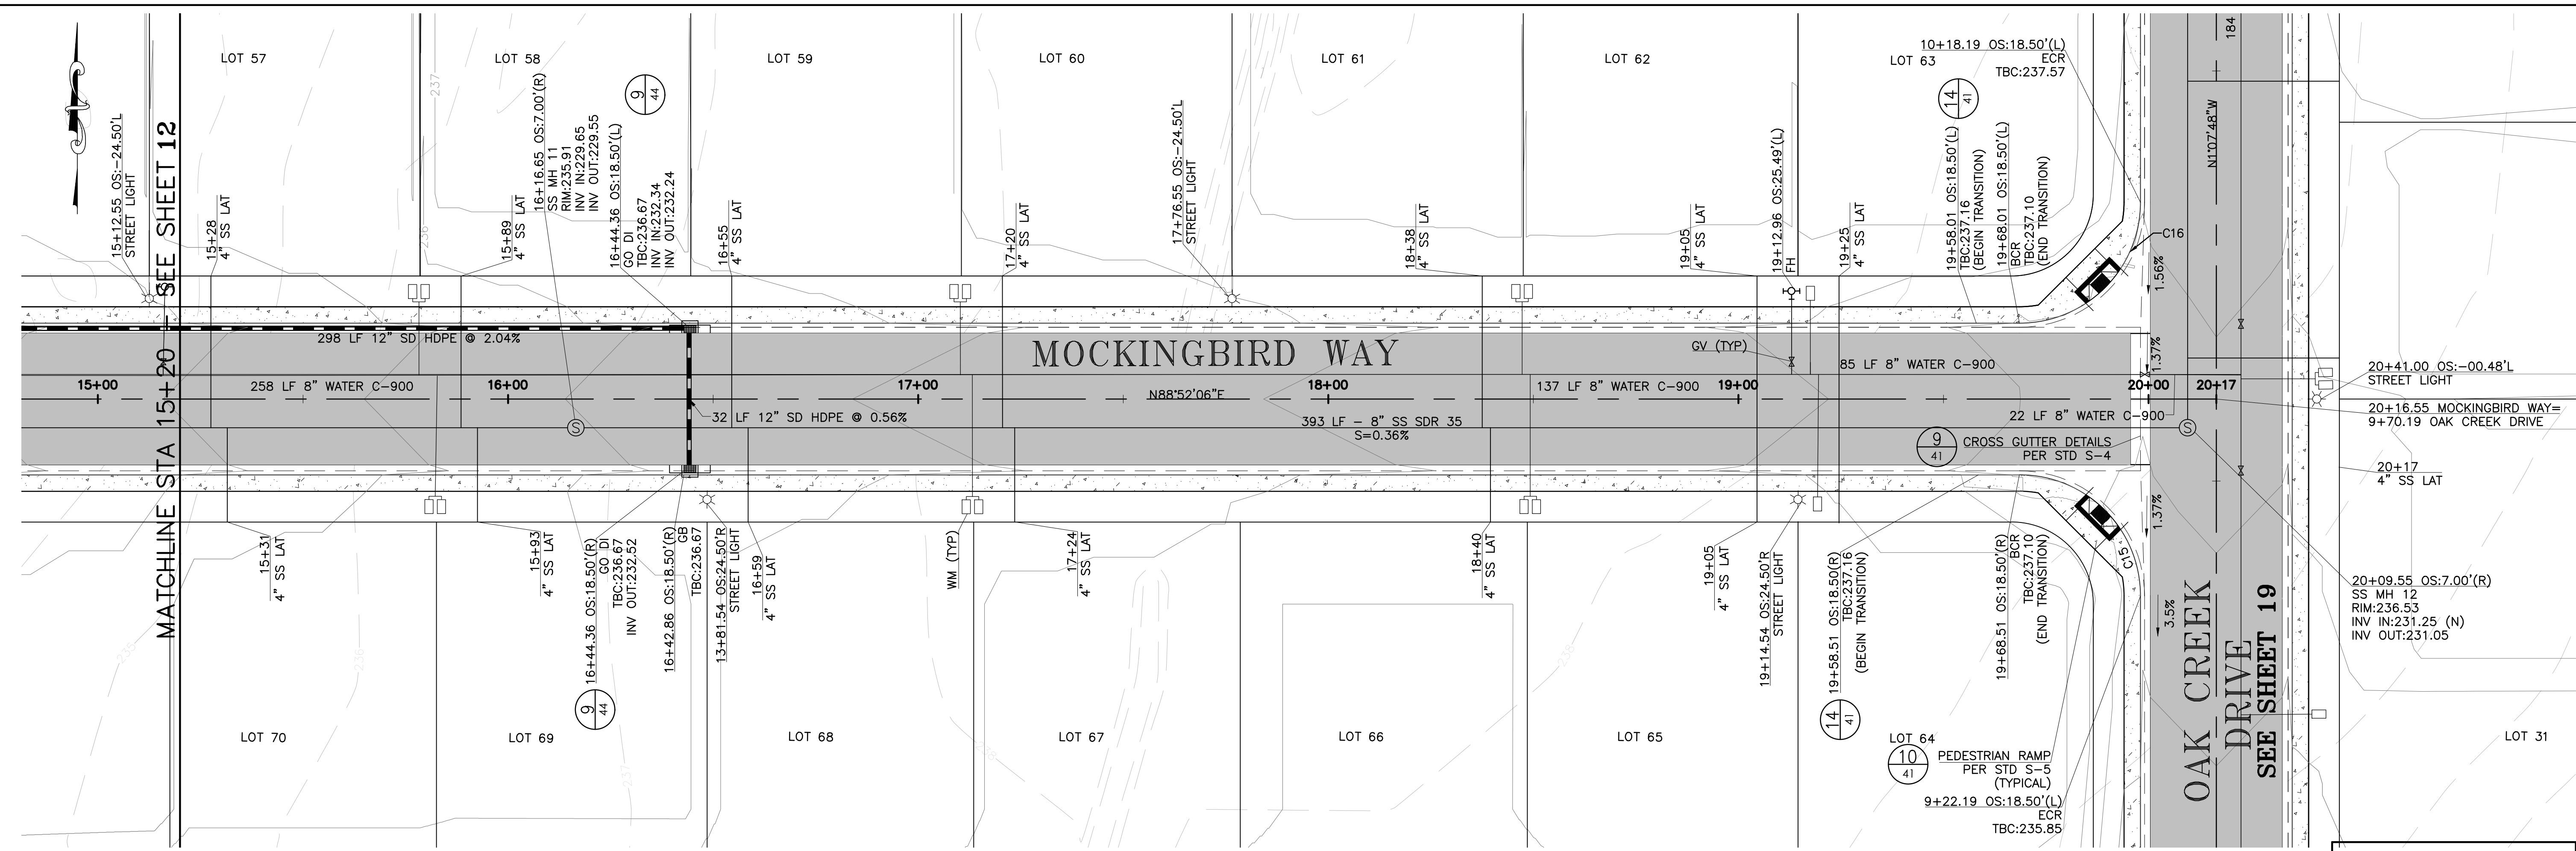 LOT 57
LOT 58
LOT 59
LOT 60
LOT 61
LOT 62
LOT 63
10+18.19 OS:18.50'(L)
ECR
TBC:237.57
184
N1°07'48"W
9
44
14
41
MATCHLINE STA 15+20 – SEE SHEET 12
15+12.55 OS:-24.50'L
STREET LIGHT
15+28
4" SS LAT
15+89
4" SS LAT
16+16.65 OS:7.00'(R)
SS MH 11
RIM:235.91
INV IN:229.65
INV OUT:229.55
16+44.36 OS:18.50'(L)
GO DI
TBC:236.67
INV IN:232.34
INV OUT:232.24
16+55
4" SS LAT
17+20
4" SS LAT
17+76.55 OS:-24.50'L
STREET LIGHT
18+38
4" SS LAT
19+05
4" SS LAT
19+12.96 OS:25.49'(L)
FH
19+25
4" SS LAT
19+58.01 OS:18.50'(L)
TBC:237.16
(BEGIN TRANSITION)
19+68.01 OS:18.50'(L)
BCR
TBC:237.10
(END TRANSITION)
C16
1.56%
237
236
298 LF 12" SD HDPE @ 2.04%
MOCKINGBIRD WAY
GV (TYP)
85 LF 8" WATER C-900
1.37%
15+00
258 LF 8" WATER C-900
16+00
17+00
18+00
137 LF 8" WATER C-900
19+00
20+00
20+17
N88°52'06"E
32 LF 12" SD HDPE @ 0.56%
393 LF - 8" SS SDR 35
S=0.36%
22 LF 8" WATER C-900
S
S
9
41
CROSS GUTTER DETAILS
PER STD S-4
20+41.00 OS:-00.48'L
STREET LIGHT
20+16.55 MOCKINGBIRD WAY=
9+70.19 OAK CREEK DRIVE
20+17
4" SS LAT
20+09.55 OS:7.00'(R)
SS MH 12
RIM:236.53
INV IN:231.25 (N)
INV OUT:231.05
1.37%
C15
3.5%
15+31
4" SS LAT
15+93
4" SS LAT
16+44.36 OS:18.50'(R)
GO DI
TBC:236.67
INV OUT:232.52
16+42.86 OS:18.50'(R)
GB
TBC:236.67
13+81.54 OS:24.50'R
STREET LIGHT
16+59
4" SS LAT
WM (TYP)
17+24
4" SS LAT
18+40
4" SS LAT
19+05
4" SS LAT
19+14.54 OS:24.50'R
STREET LIGHT
19+58.51 OS:18.50(R)
TBC:237.16
(BEGIN TRANSITION)
19+68.51 OS:18.50'(R)
BCR
TBC:237.10
(END TRANSITION)
235
236
237
9
44
14
41
LOT 70
LOT 69
LOT 68
LOT 67
LOT 66
LOT 65
LOT 64
LOT 31
10
41
PEDESTRIAN RAMP
PER STD S-5
(TYPICAL)
9+22.19 OS:18.50'(L)
ECR
TBC:235.85
OAK CREEK
DRIVE
SEE SHEET 19